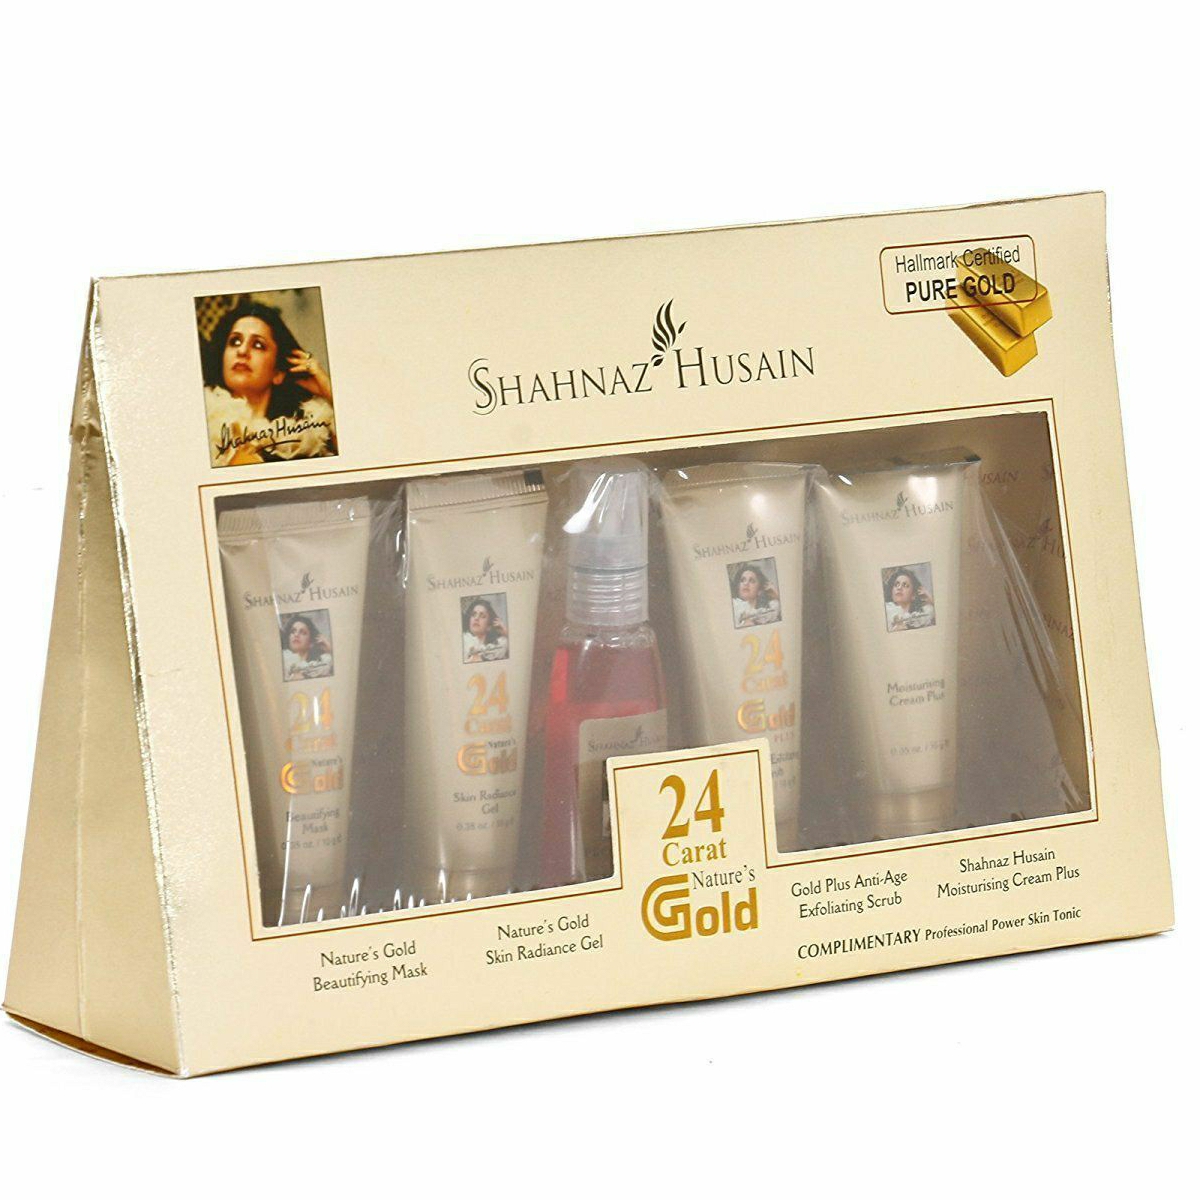 Hallmark Certified
PURE GOLD
SHAHNAZ HUSAIN
Shahnaz Husain
SHAHNAZ HUSAIN
24
Carat
Nature's
Gold
Beautifying
Mask
SHAHNAZ HUSAIN
24
Carat
Nature's
Gold
Skin Radiance
Gel
SHAHNAZ
SHAHNAZ HUSAIN
24
Carat
Gold
PLUS
SHAHNAZ HUSAIN
Moisturising
Cream Plus
24
Carat
Nature's
Gold
Nature's Gold
Beautifying Mask
Nature's Gold
Skin Radiance Gel
Gold Plus Anti-Age
Exfoliating Scrub
Shahnaz Husain
Moisturising Cream Plus
COMPLIMENTARY Professional Power Skin Tonic